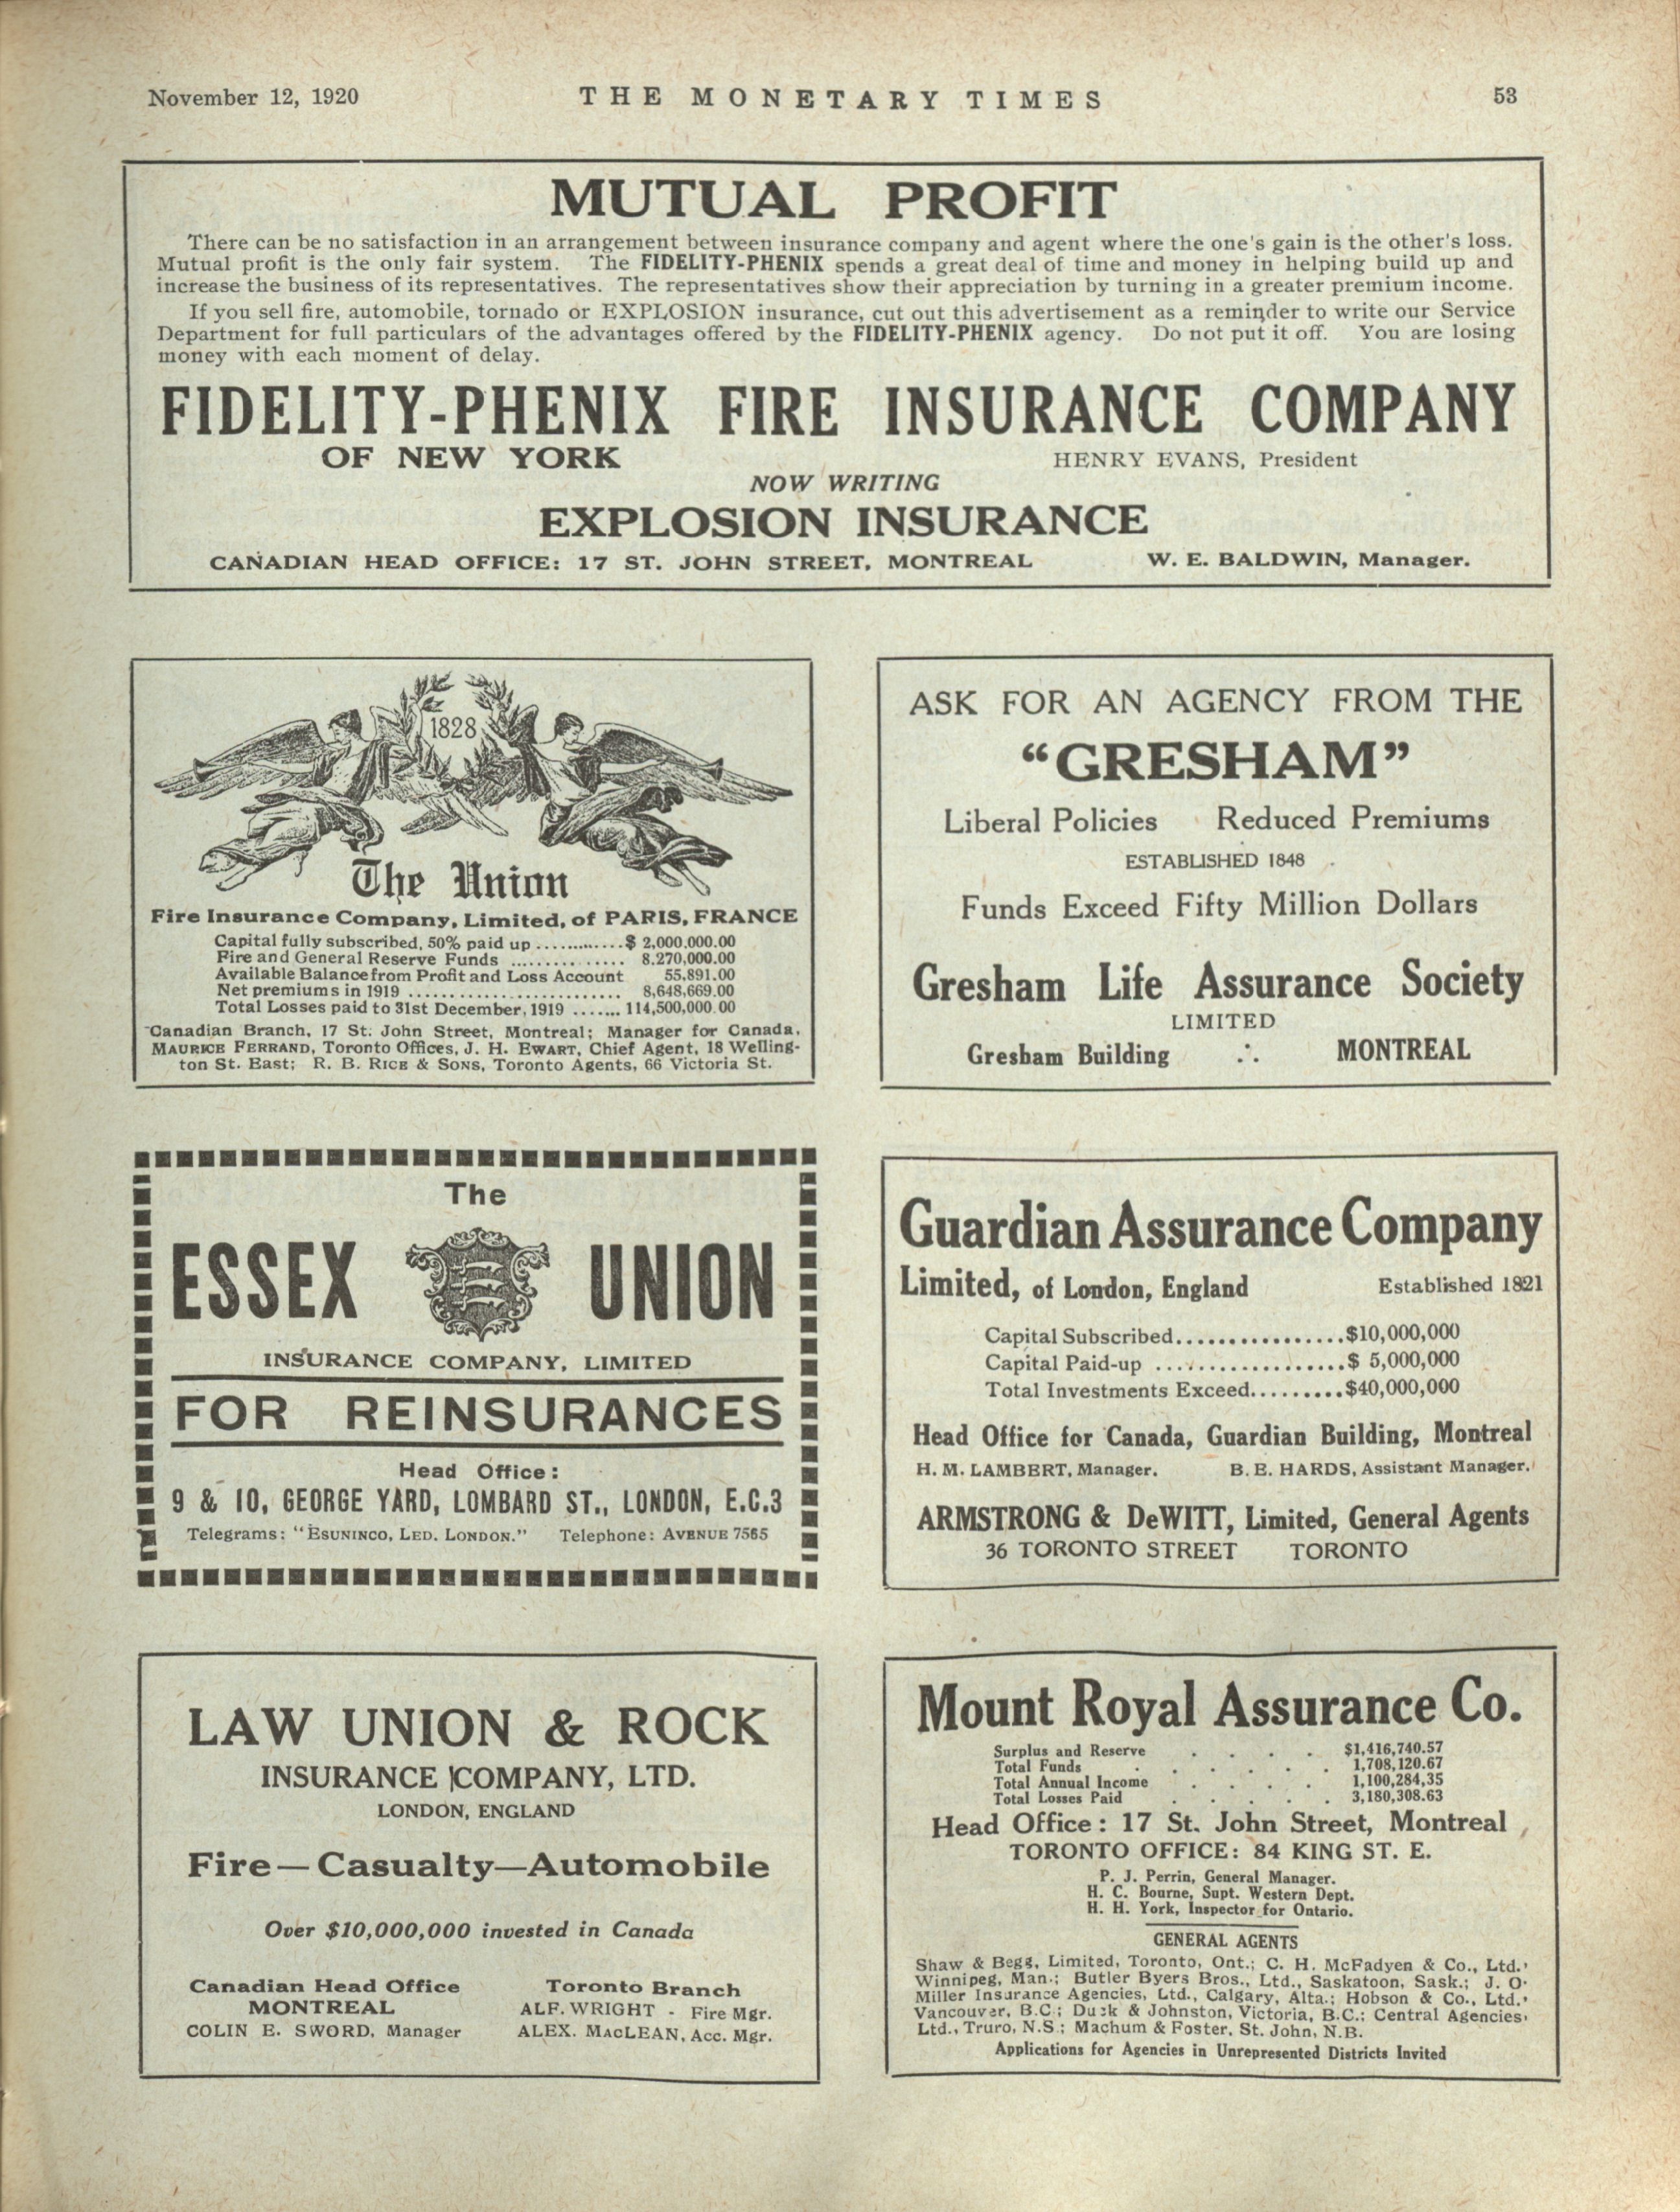 November 12, 1920
THE MONETARY TIMES
53
MUTUAL PROFIT
There can be no satisfaction in an arrangement between insurance company and agent where the one's gain is the other's loss.
Mutual profit is the only fair system. The FIDELITY-PHENIX spends a great deal of time and money in helping build up and
increase the business of its representatives. The representatives show their appreciation by turning in a greater premium income.
If you sell fire, automobile, tornado or EXPLOSION insurance, cut out this advertisement as a reminder to write our Service
Department for full particulars of the advantages offered by the FIDELITY-PHENIX agency. Do not put it off. You are losing
money with each moment of delay.
FIDELITY-PHENIX FIRE INSURANCE COMPANY
OF NEW YORK
HENRY EVANS, President
NOW WRITING
EXPLOSION INSURANCE
CANADIAN HEAD OFFICE: 17 ST. JOHN STREET, MONTREAL
W. E. BALDWIN, Manager.
1828
The Union
Fire Insurance Company, Limited, of PARIS, FRANCE
Capital fully subscribed, 50% paid up .............$ 2,000,000.00
Fire and General Reserve Funds ............... 8,270,000.00
Available Balance from Profit and Loss Account 55,891.00
Net premiums in 1919 ........................... 8,648,669.00
Total Losses paid to 31st December, 1919 ....... 114,500,000.00
Canadian Branch, 17 St. John Street, Montreal; Manager for Canada,
MAURICE FERRAND, Toronto Offices, J. H. EWART, Chief Agent, 18 Welling-
ton St. East; R. B. RICE & SONS, Toronto Agents, 66 Victoria St.
ASK FOR AN AGENCY FROM THE
“GRESHAM”
Liberal Policies Reduced Premiums
ESTABLISHED 1848
Funds Exceed Fifty Million Dollars
Gresham Life Assurance Society
LIMITED
Gresham Building ∴ MONTREAL
The
ESSEX UNION
INSURANCE COMPANY, LIMITED
FOR REINSURANCES
Head Office:
9 & 10, GEORGE YARD, LOMBARD ST., LONDON, E.C.3
Telegrams: "ESUNINCO, LED. LONDON." Telephone: AVENUE 7565
Guardian Assurance Company
Limited, of London, England Established 1821
Capital Subscribed................$10,000,000
Capital Paid-up ..................$ 5,000,000
Total Investments Exceed.........$40,000,000
Head Office for Canada, Guardian Building, Montreal
H. M. LAMBERT, Manager. B. E. HARDS, Assistant Manager.
ARMSTRONG & DeWITT, Limited, General Agents
36 TORONTO STREET TORONTO
LAW UNION & ROCK
INSURANCE COMPANY, LTD.
LONDON, ENGLAND
Fire—Casualty—Automobile
Over $10,000,000 invested in Canada
Canadian Head Office
MONTREAL
COLIN E. SWORD, Manager
Toronto Branch
ALF. WRIGHT - Fire Mgr.
ALEX. MACLEAN, Acc. Mgr.
Mount Royal Assurance Co.
Surplus and Reserve . . . . $1,416,740.57
Total Funds . . . . . . 1,708,120.67
Total Annual Income . . . . 1,100,284,35
Total Losses Paid . . . . . 3,180,308.63
Head Office: 17 St. John Street, Montreal
TORONTO OFFICE: 84 KING ST. E.
P. J. Perrin, General Manager.
H. C. Bourne, Supt. Western Dept.
H. H. York, Inspector for Ontario.
GENERAL AGENTS
Shaw & Begg, Limited, Toronto, Ont.; C. H. McFadyen & Co., Ltd.,
Winnipeg, Man.; Butler Byers Bros., Ltd., Saskatoon, Sask.; J. O.
Miller Insurance Agencies, Ltd., Calgary, Alta.; Hobson & Co., Ltd.,
Vancouver, B.C.; Duck & Johnston, Victoria, B.C.; Central Agencies,
Ltd., Truro, N.S.; Machum & Foster, St. John, N.B.
Applications for Agencies in Unrepresented Districts Invited